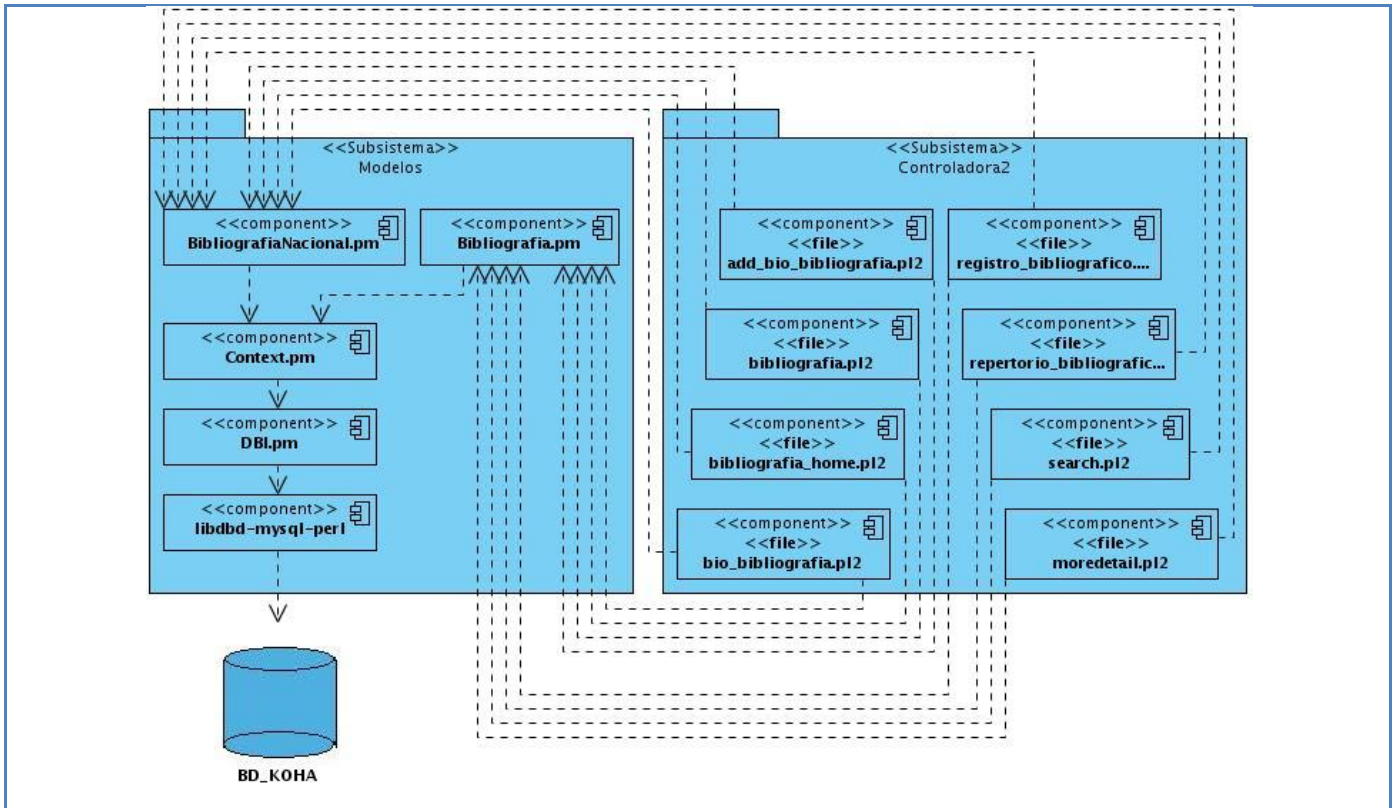 <<Subsistema>>
Modelos
<<component>>
BibliografiaNacional.pm
<<component>>
Bibliografia.pm
<<component>>
Context.pm
<<component>>
DBI.pm
<<component>>
libdbd-mysql-perl
BD_KOHA
<<Subsistema>>
Controladora2
<<component>>
<<file>>
add_bio_bibliografia.pl2
<<component>>
<<file>>
registro_bibliografico....
<<component>>
<<file>>
bibliografia.pl2
<<component>>
<<file>>
repertorio_bibliografic...
<<component>>
<<file>>
bibliografia_home.pl2
<<component>>
<<file>>
search.pl2
<<component>>
<<file>>
bio_bibliografia.pl2
<<component>>
<<file>>
moredetail.pl2